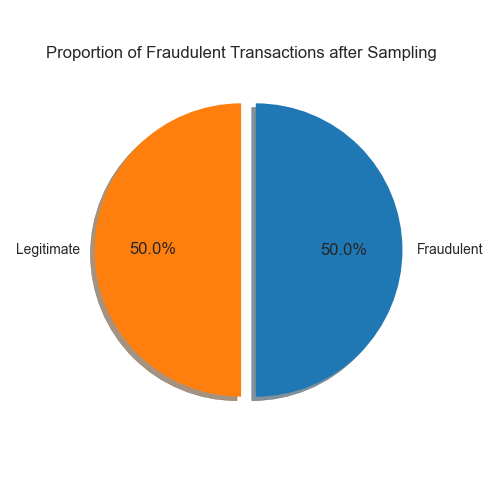 Proportion of Fraudulent Transactions after Sampling
Legitimate
50.0%
50.0%
Fraudulent